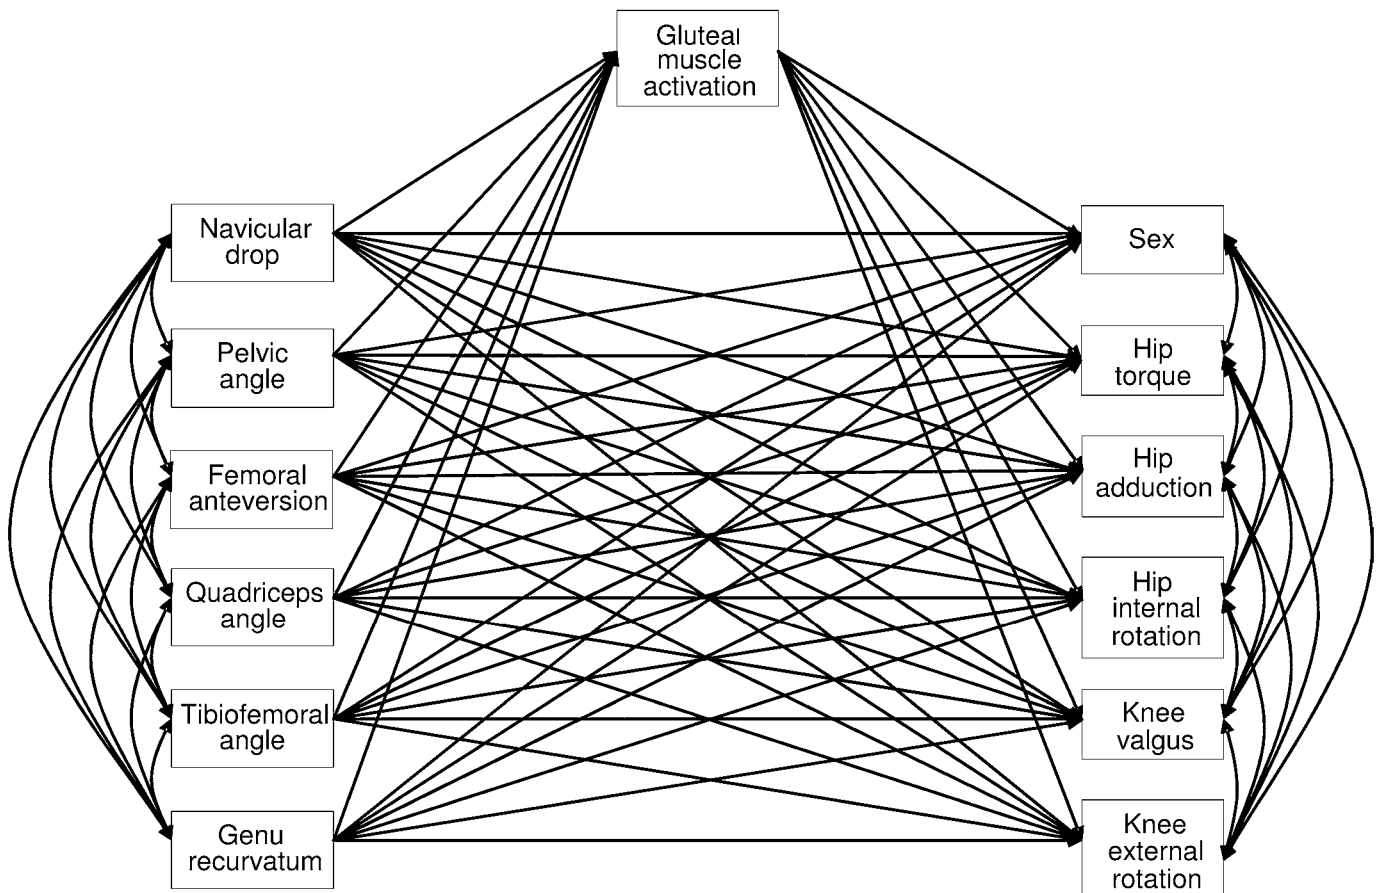 Gluteal
muscle
activation
Navicular
drop
Sex
Pelvic
angle
Hip
torque
Femoral
anteversion
Hip
adduction
Quadriceps
angle
Hip
internal
rotation
Tibiofemoral
angle
Knee
valgus
Genu
recurvatum
Knee
external
rotation